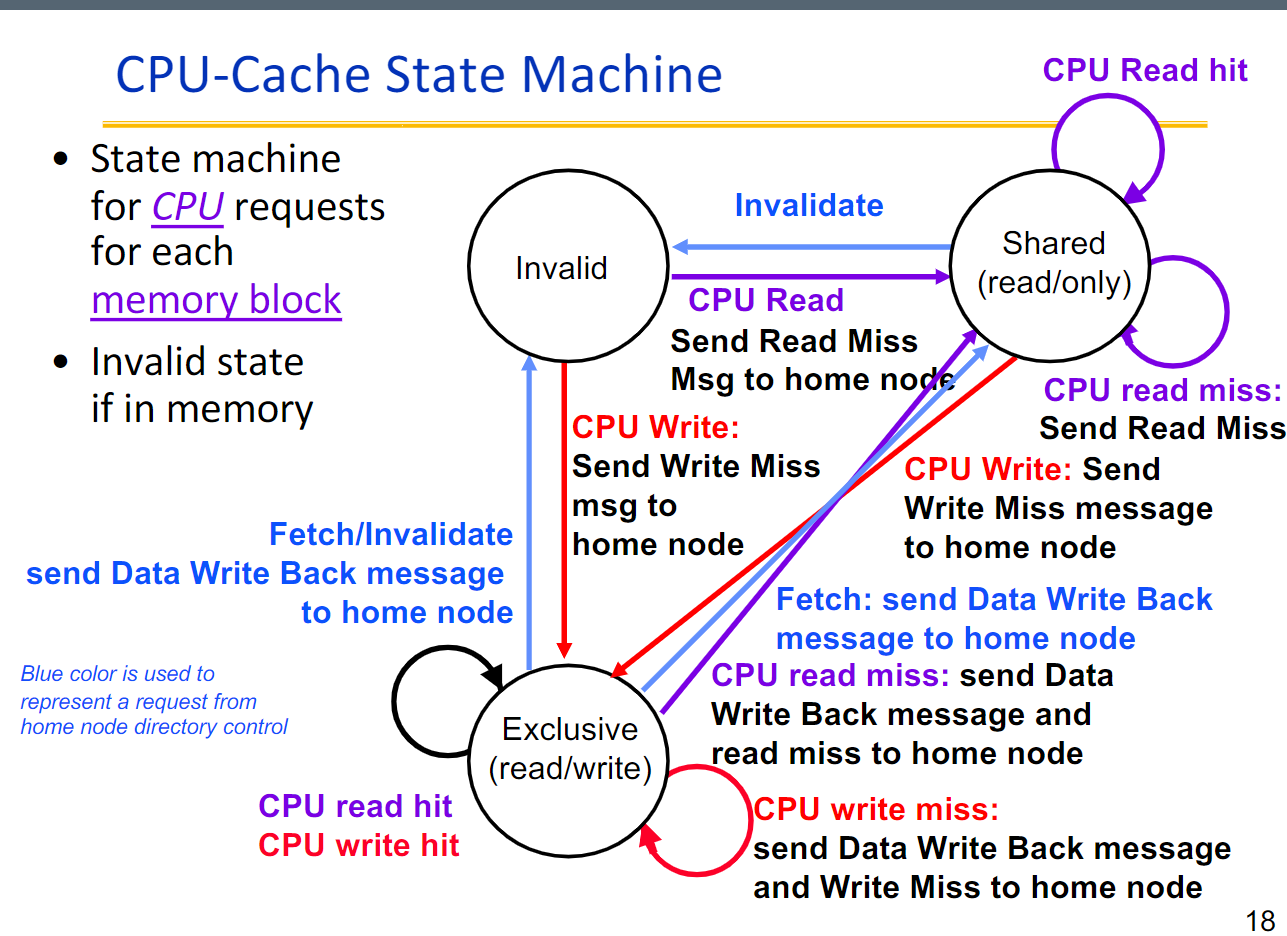 CPU-Cache State Machine
• State machine
for CPU requests
for each
memory block
• Invalid state
if in memory
CPU Read hit
Invalidate
Invalid
Shared
(read/only)
CPU Read
Send Read Miss
Msg to home node
CPU read miss:
Send Read Miss
CPU Write:
Send Write Miss
msg to
home node
CPU Write: Send
Write Miss message
to home node
Fetch/Invalidate
send Data Write Back message
to home node
Fetch: send Data Write Back
message to home node
Blue color is used to
represent a request from
home node directory control
CPU read miss: send Data
Write Back message and
read miss to home node
Exclusive
(read/write)
CPU read hit
CPU write hit
CPU write miss:
send Data Write Back message
and Write Miss to home node
18